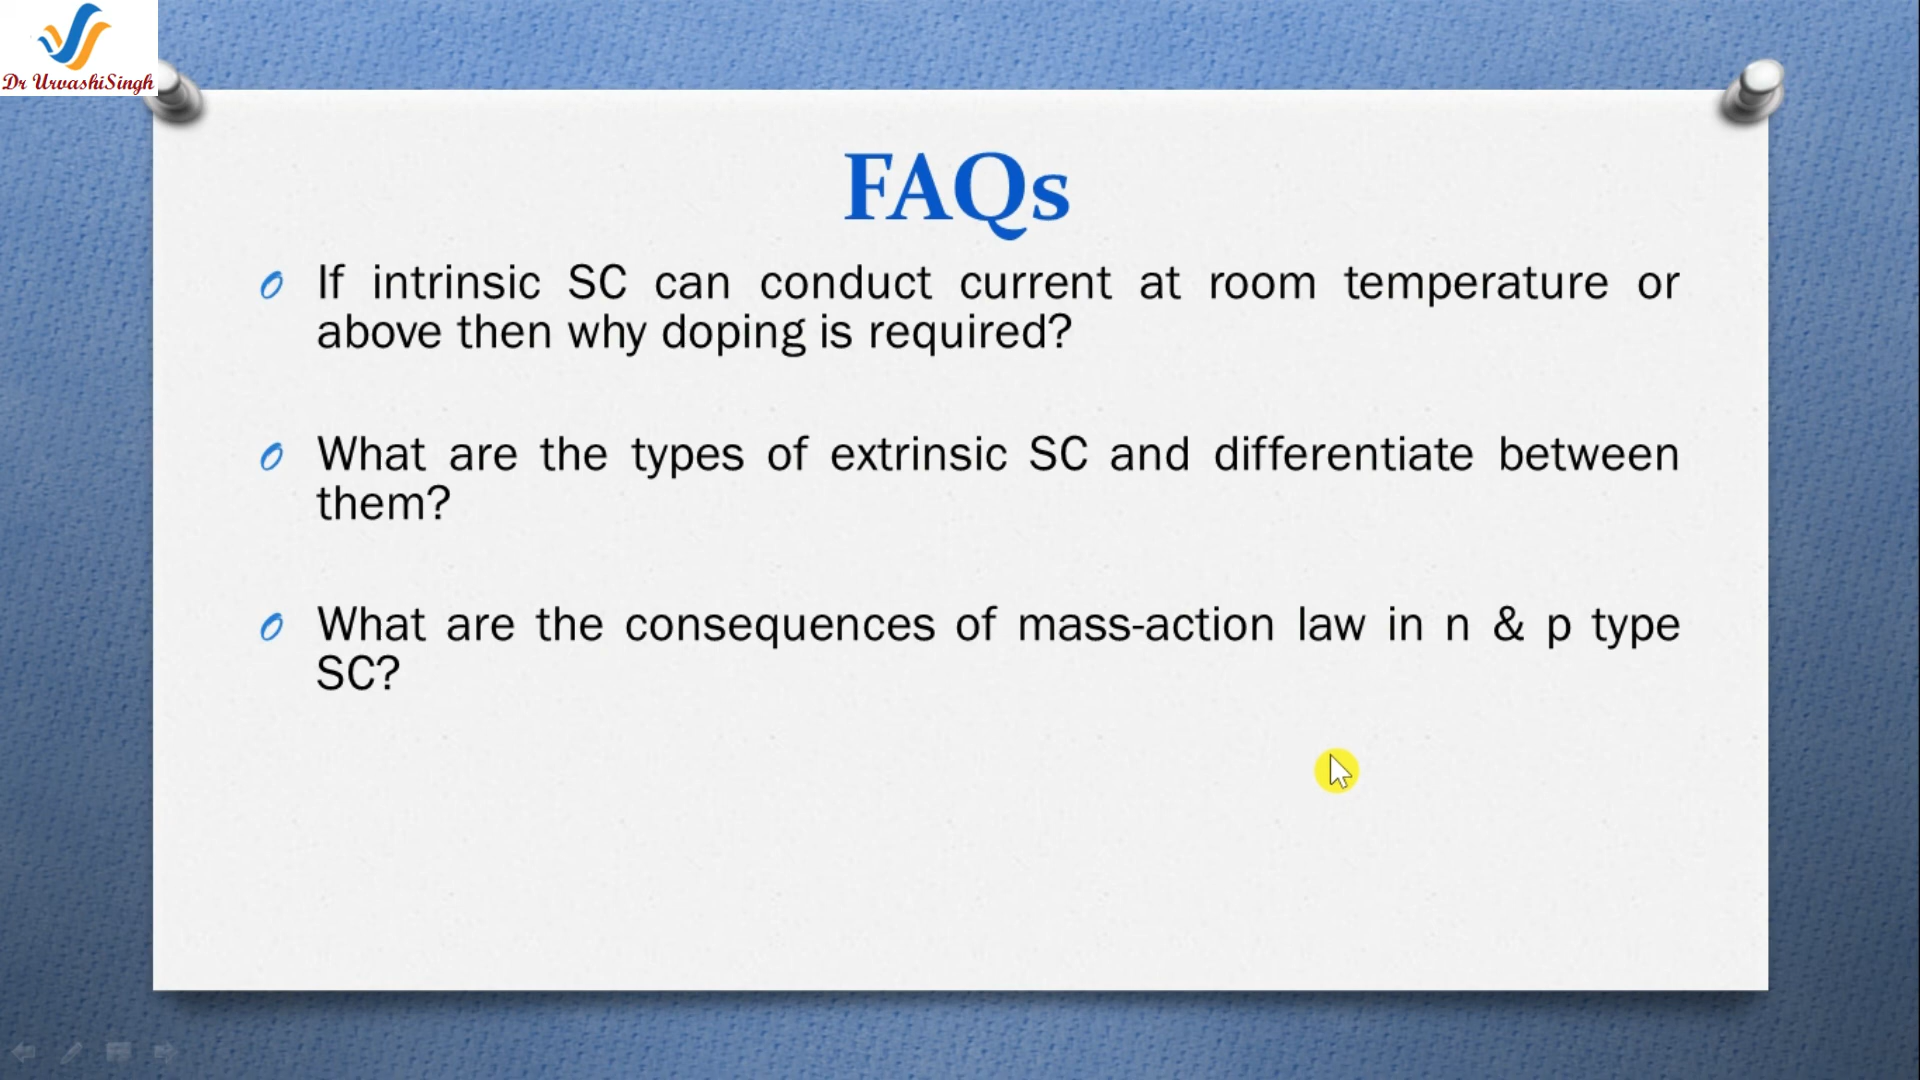 Dr UrvashiSingh
FAQs
If intrinsic SC can conduct current at room temperature or
above then why doping is required?
What are the types of extrinsic SC and differentiate between
them?
What are the consequences of mass-action law in n & p type
SC?